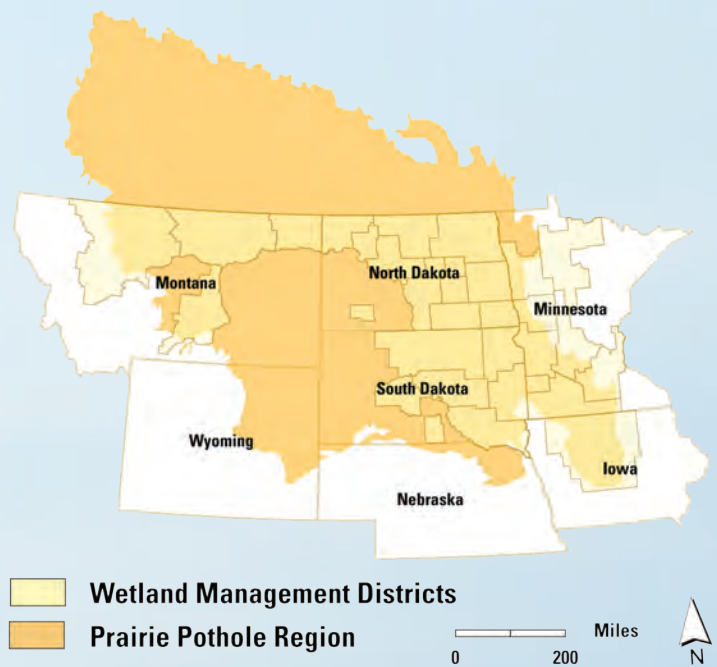 North Dakota
Montana
Minnesota
South Dakota
Wyoming
Iowa
Nebraska
Wetland Management Districts
Prairie Pothole Region
Miles
0 200
N